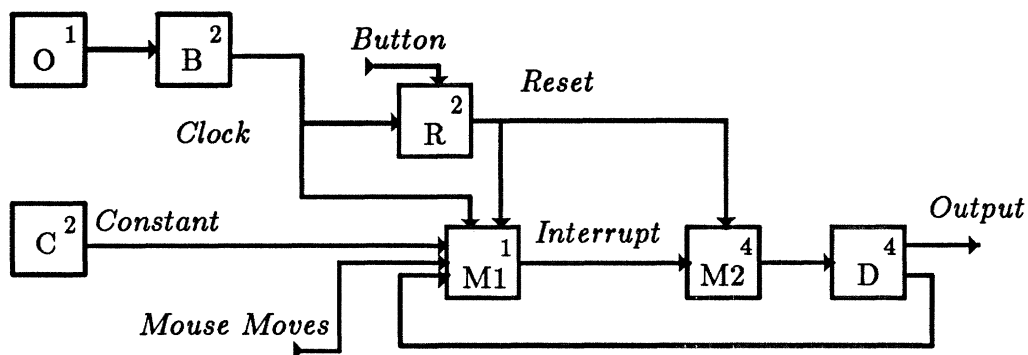 O 1
B 2
Button
R 2
Reset
Clock
C 2
Constant
M1 1
Interrupt
M2 4
D 4
Output
Mouse Moves